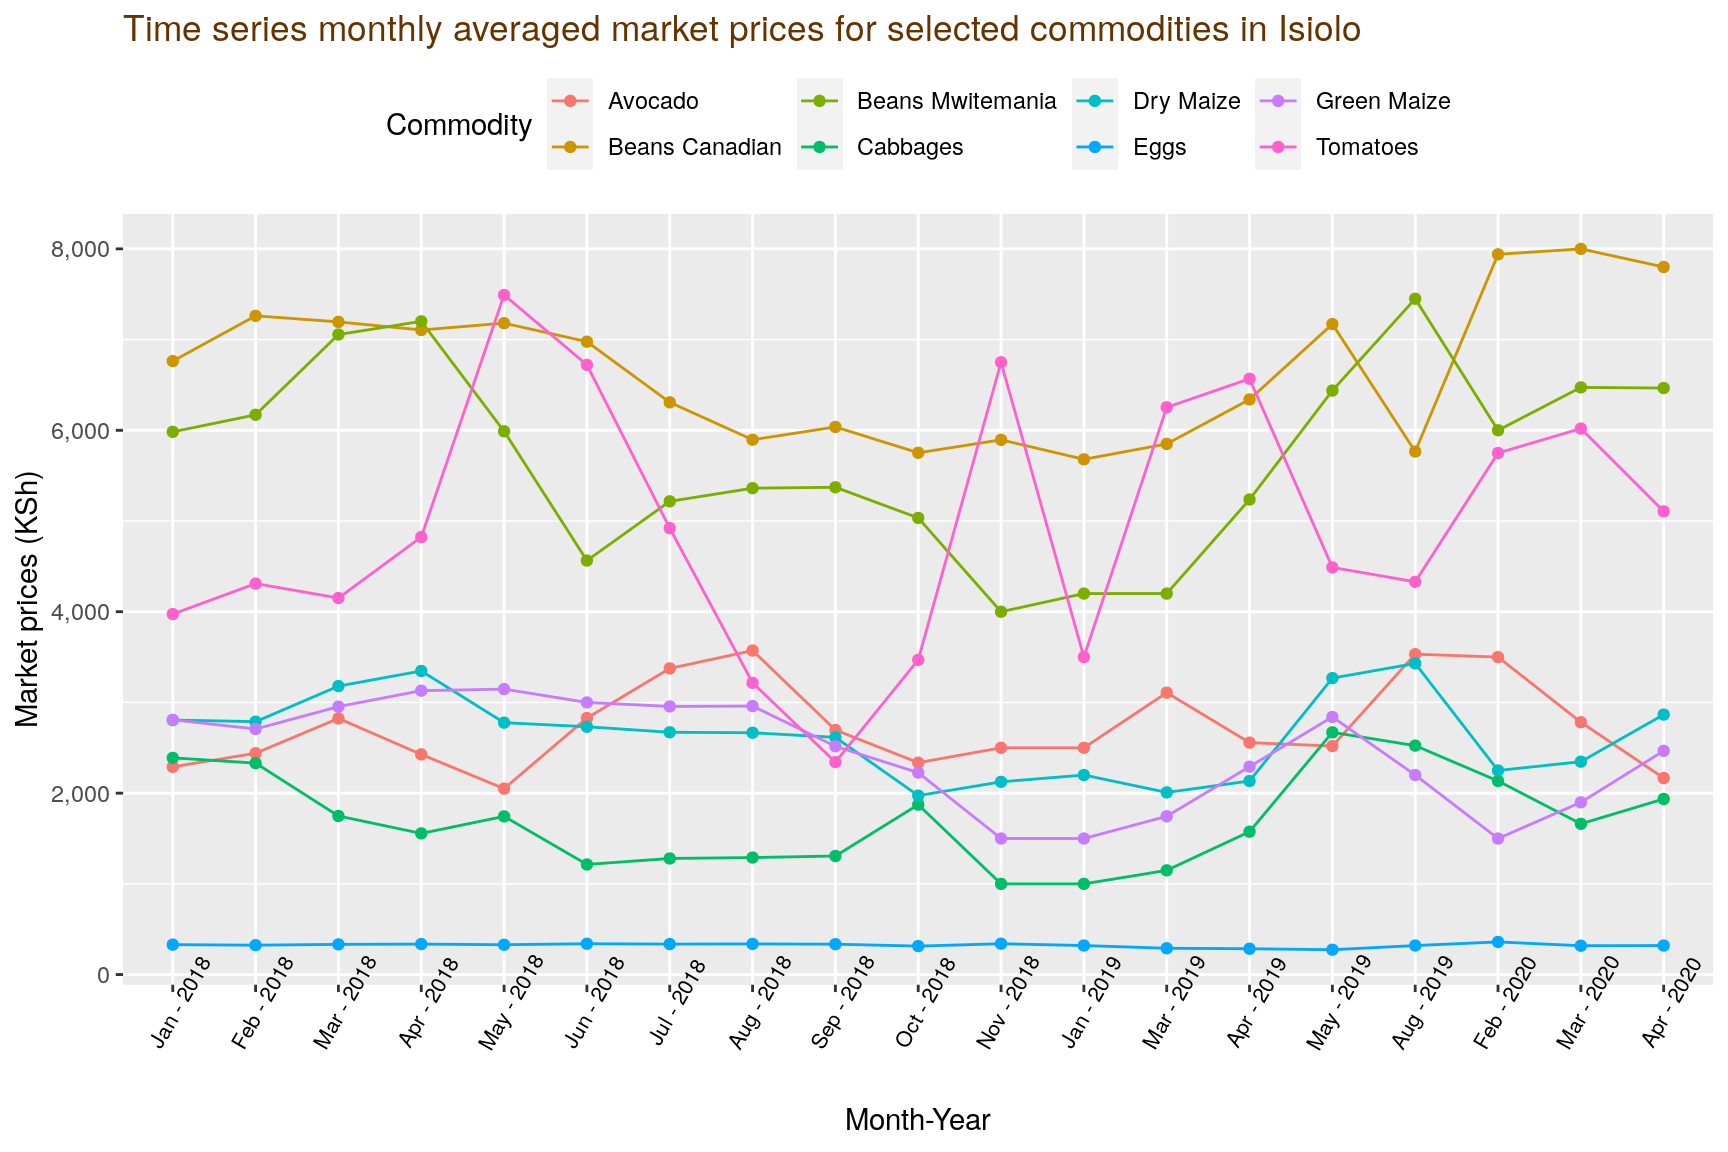 Time series monthly averaged market prices for selected commodities in Isiolo
Commodity
Avocado
Beans Mwitemania
Dry Maize
Green Maize
Beans Canadian
Cabbages
Eggs
Tomatoes
Market prices (KSh)
8,000
6,000
4,000
2,000
0
Jan - 2018
Feb - 2018
Mar - 2018
Apr - 2018
May - 2018
Jun - 2018
Jul - 2018
Aug - 2018
Sep - 2018
Oct - 2018
Nov - 2018
Jan - 2019
Mar - 2019
Apr - 2019
May - 2019
Aug - 2019
Feb - 2020
Mar - 2020
Apr - 2020
Month-Year